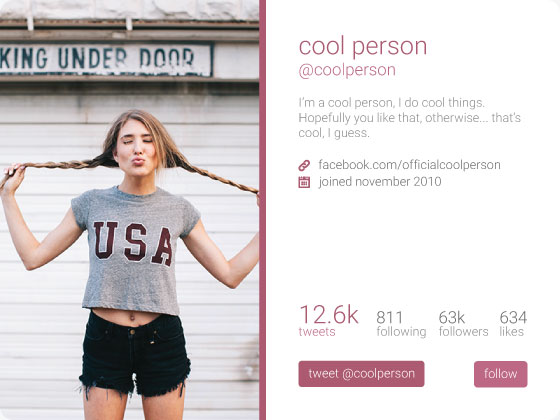 KING UNDER DOOR
USA
cool person
@coolperson
I'm a cool person, I do cool things.
Hopefully you like that, otherwise... that's
cool, I guess.
facebook.com/officialcoolperson
joined november 2010
12.6k 811 63k 634
tweets following followers likes
tweet @coolperson follow